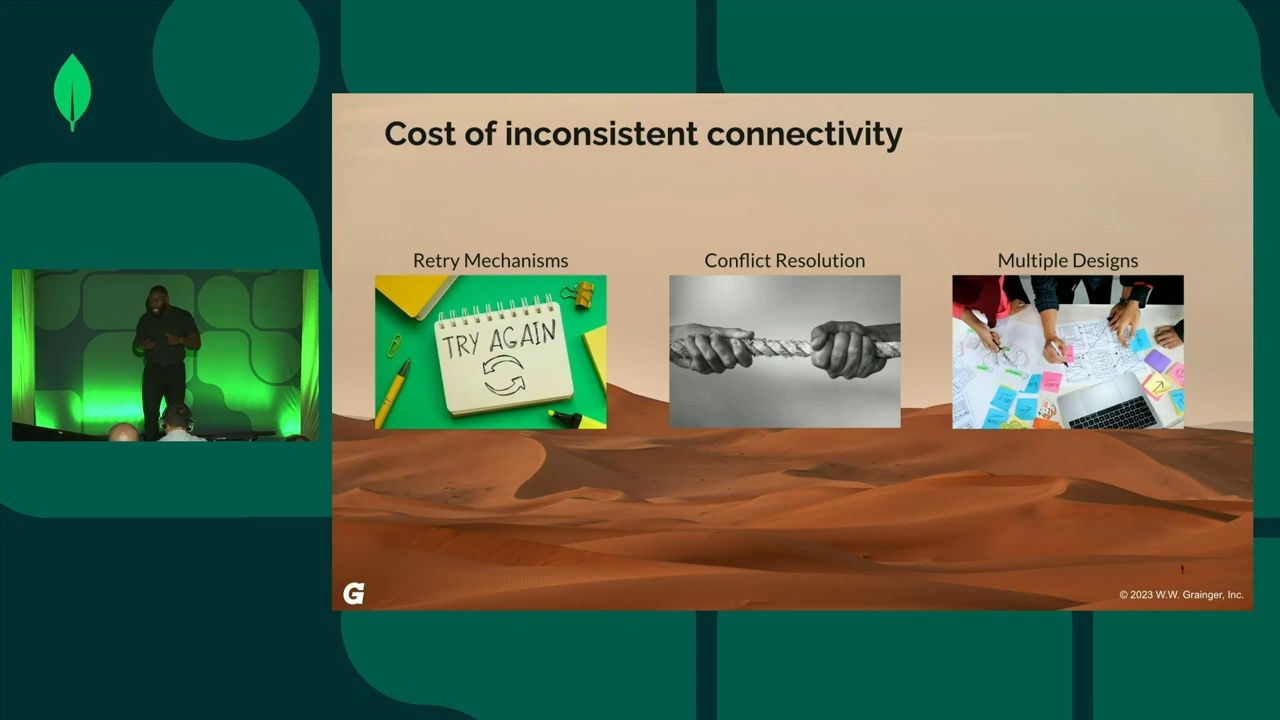 Cost of inconsistent connectivity
Retry Mechanisms
Conflict Resolution
Multiple Designs
TRY AGAIN
G
© 2023 W.W. Grainger, Inc.